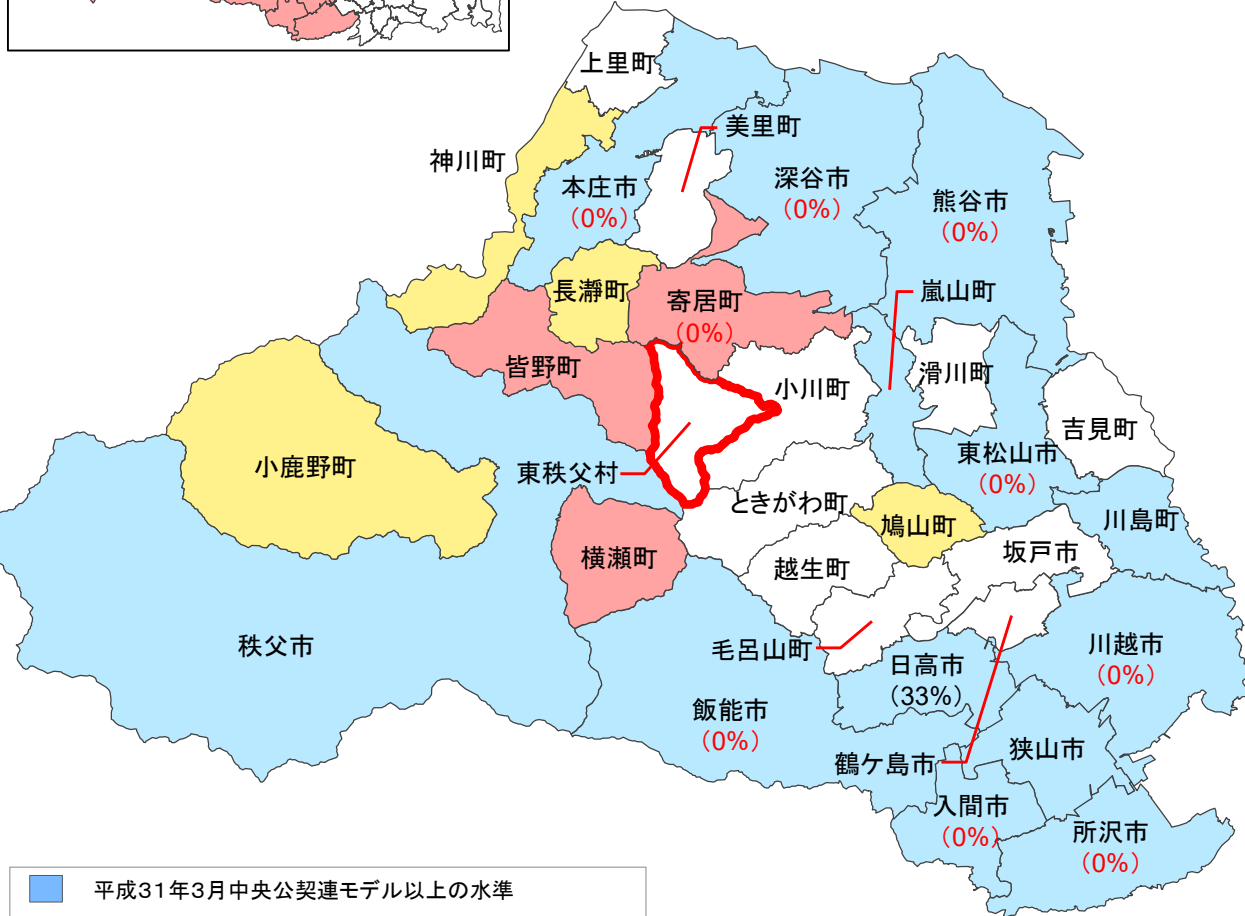 上里町
美里町
神川町
本庄市
（0%）
深谷市
（0%）
熊谷市
（0%）
長瀞町
寄居町
（0%）
嵐山町
皆野町
小川町
滑川町
吉見町
小鹿野町
東秩父村
東松山市
（0%）
ときがわ町
鳩山町
川島町
横瀬町
越生町
坂戸市
秩父市
毛呂山町
日高市
（33%）
川越市
（0%）
飯能市
（0%）
鶴ケ島市
狭山市
入間市
（0%）
所沢市
（0%）
平成３１年３月中央公契連モデル以上の水準